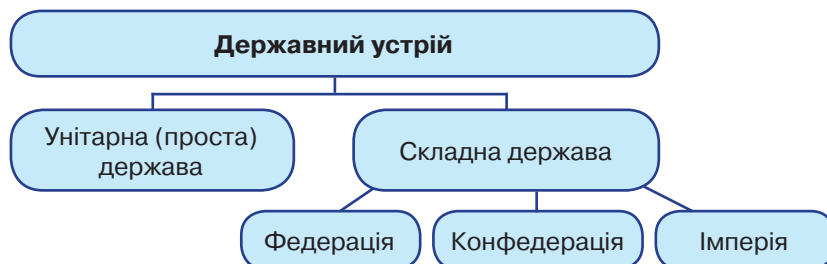 Державний устрій
Унітарна (проста)
держава
Складна держава
Федерація
Конфедерація
Імперія